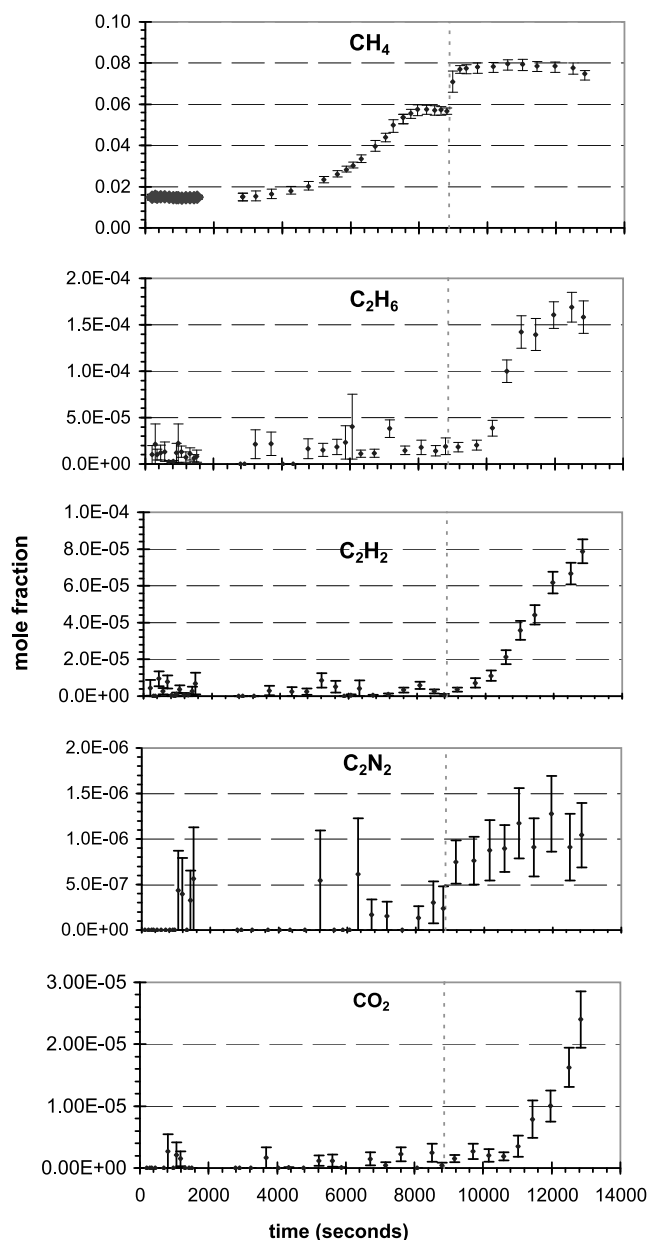 CH₄
0.10
0.08
0.06
0.04
0.02
0.00
C₂H₆
2.0E-04
1.5E-04
1.0E-04
5.0E-05
0.0E+00
C₂H₂
1.0E-04
8.0E-05
6.0E-05
4.0E-05
2.0E-05
0.0E+00
mole fraction
C₂N₂
2.0E-06
1.5E-06
1.0E-06
5.0E-07
0.0E+00
CO₂
3.00E-05
2.00E-05
1.00E-05
0.00E+00
0 2000 4000 6000 8000 10000 12000 14000
time (seconds)